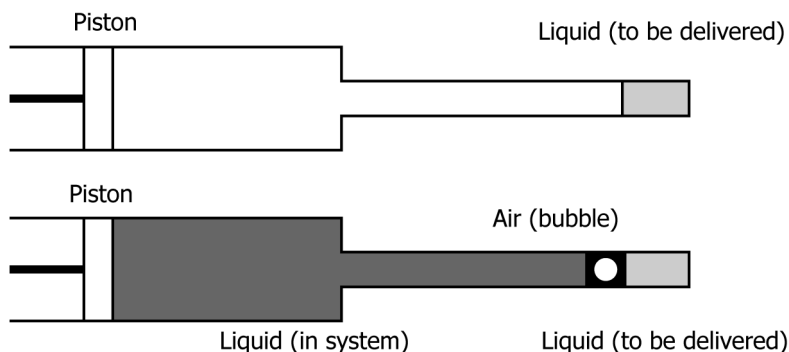 Piston
Liquid (to be delivered)
Piston
Air (bubble)
Liquid (in system)
Liquid (to be delivered)